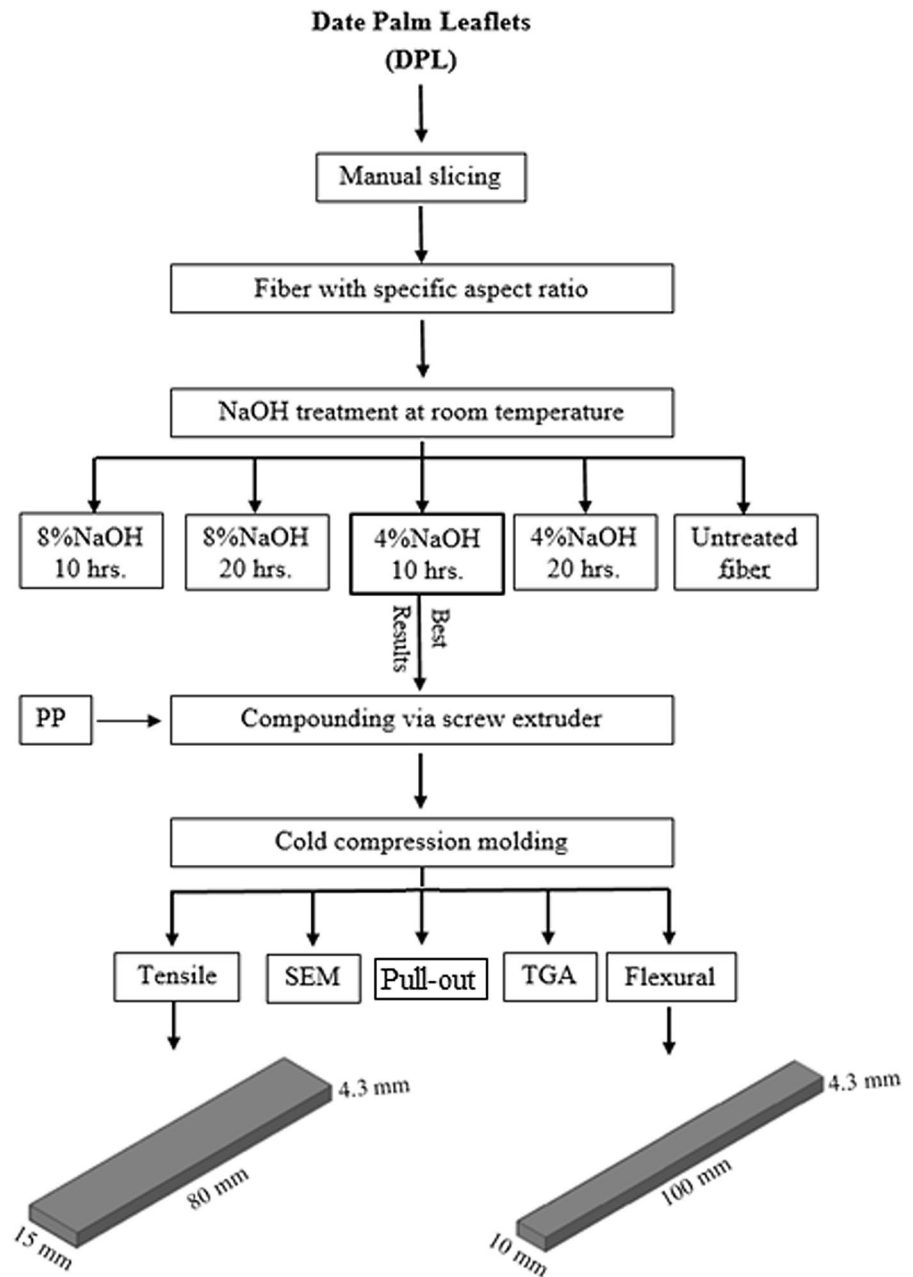 Date Palm Leaflets
(DPL)
Manual slicing
Fiber with specific aspect ratio
NaOH treatment at room temperature
8%NaOH
10 hrs.
8%NaOH
20 hrs.
4%NaOH
10 hrs.
4%NaOH
20 hrs.
Untreated
fiber
Best
Results
PP
Compounding via screw extruder
Cold compression molding
Tensile
SEM
Pull-out
TGA
Flexural
4.3 mm
80 mm
15 mm
4.3 mm
100 mm
10 mm